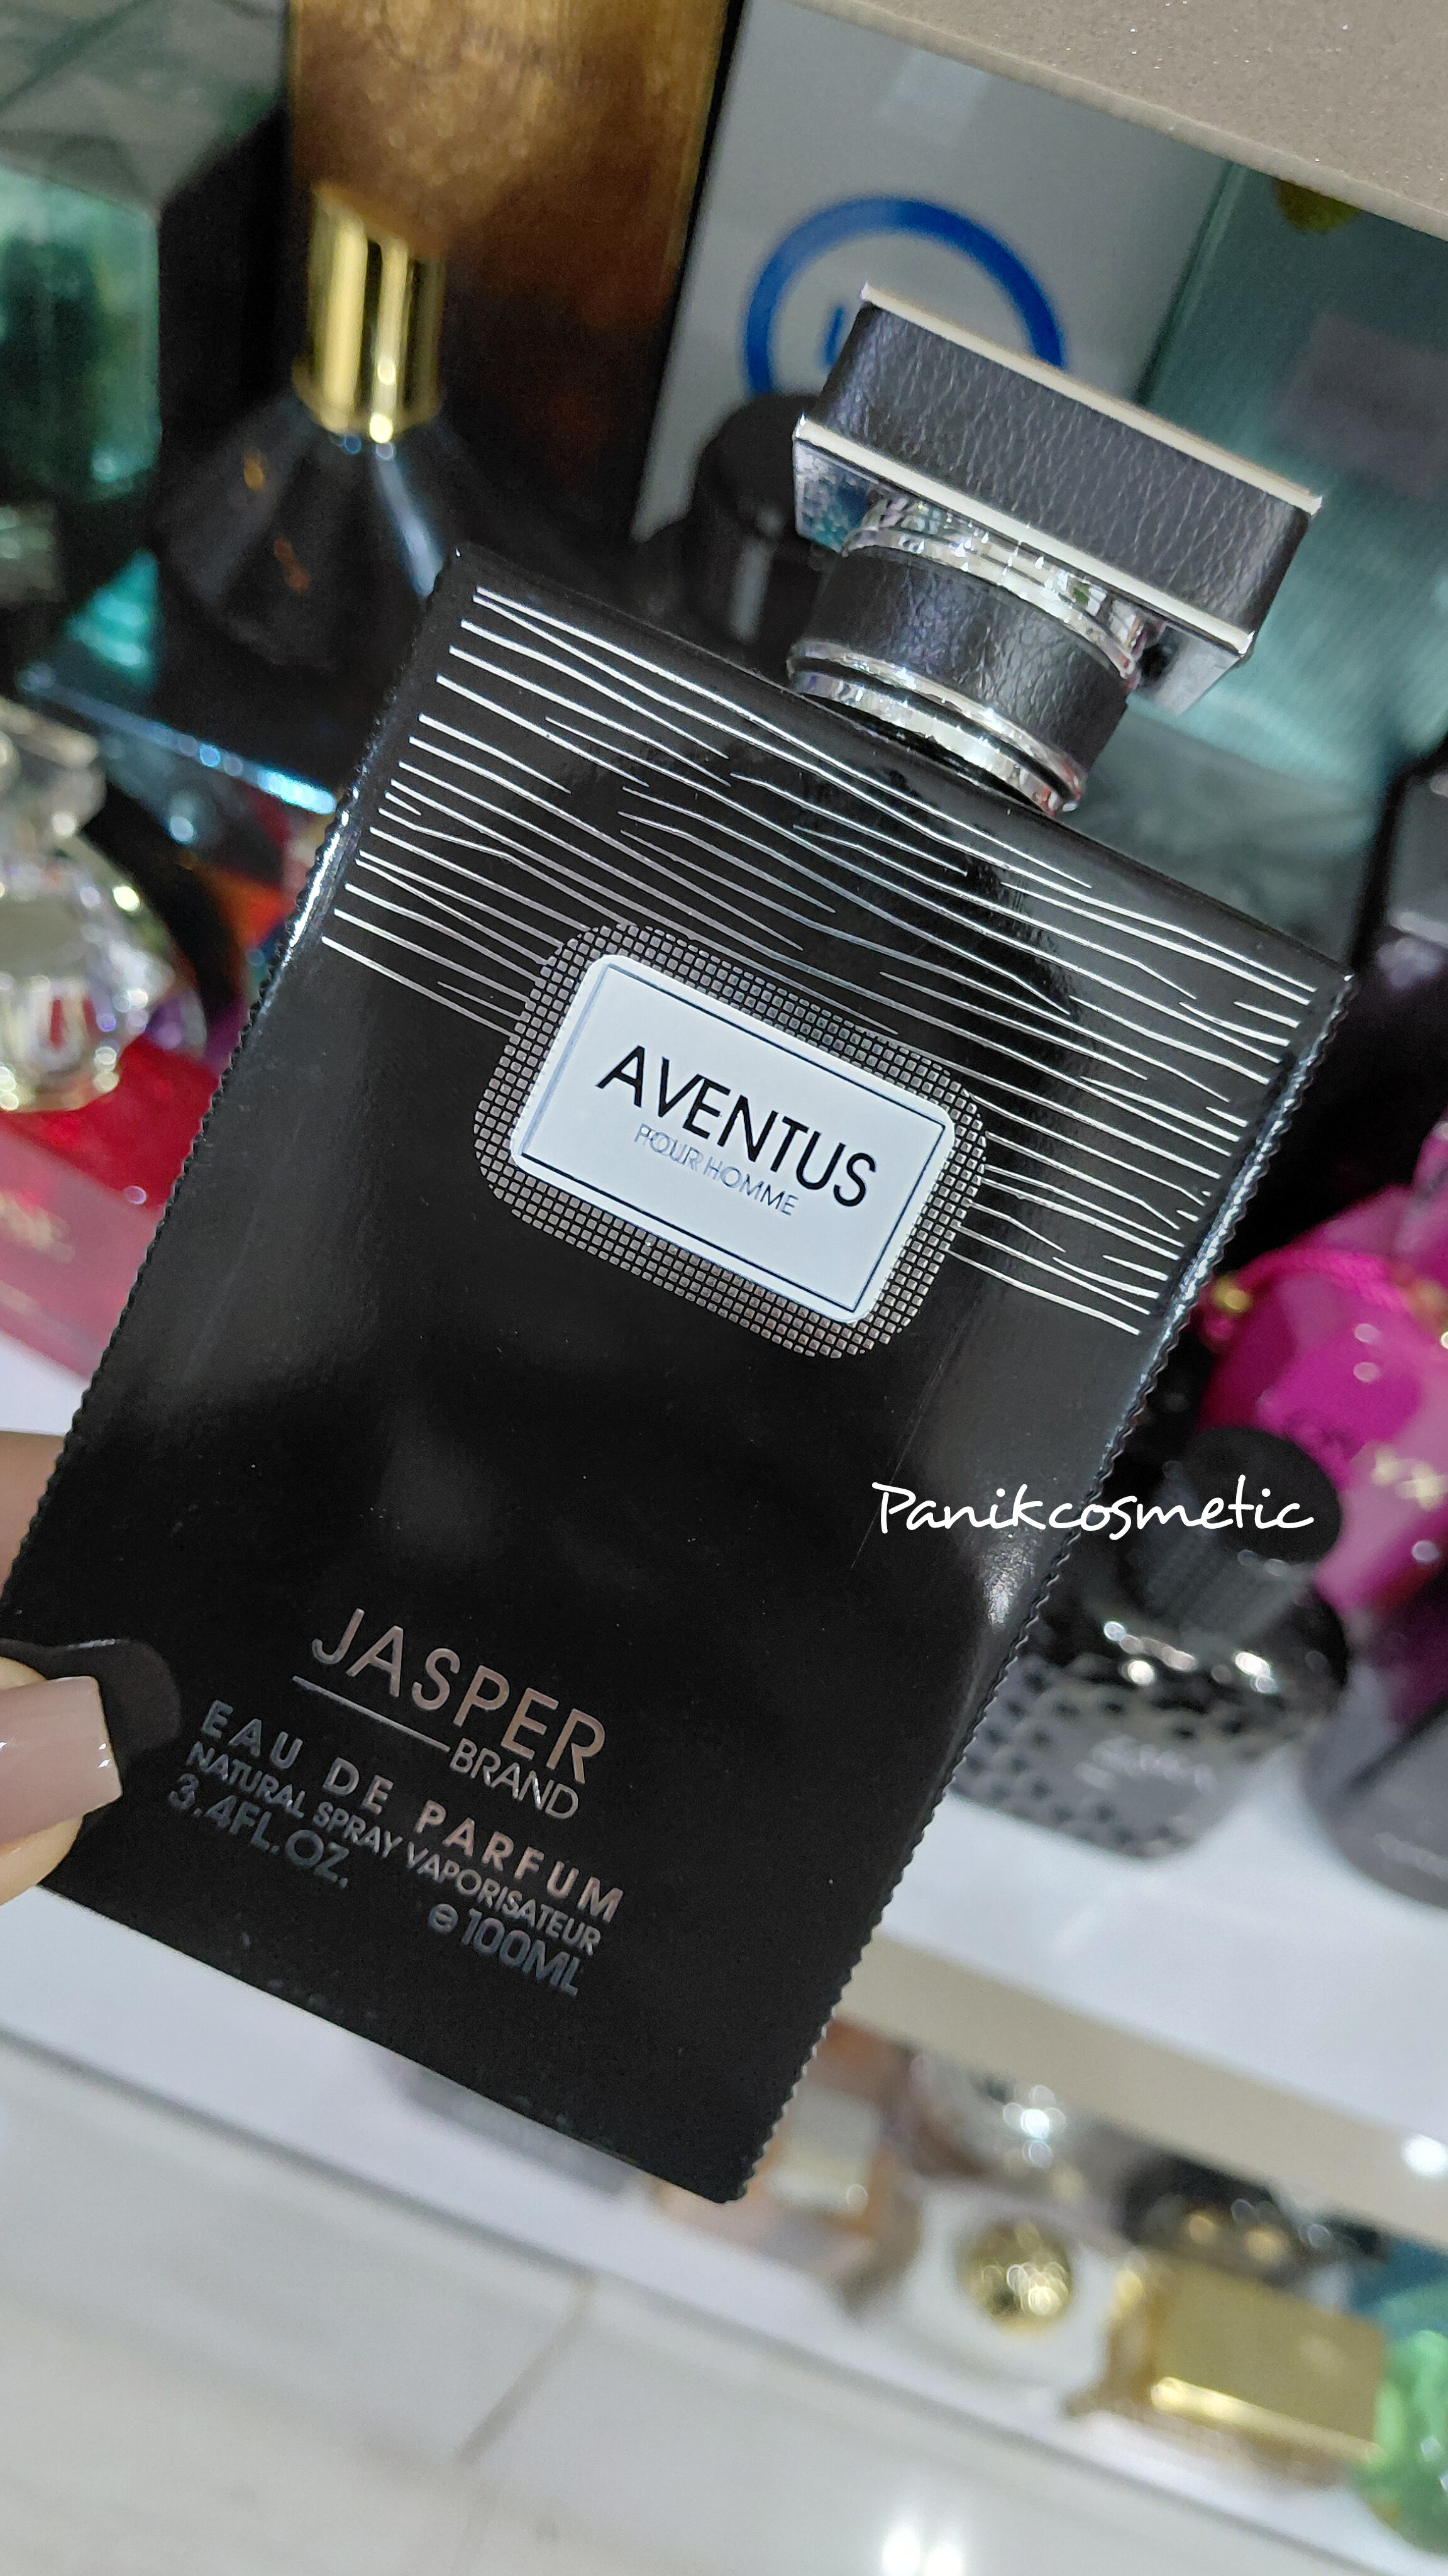 AVENTUS
POUR HOMME
Panikcosmetic
JASPER
BRAND
EAU DE PARFUM
NATURAL SPRAY VAPORISATEUR
3.4FL.OZ.
℮100ML